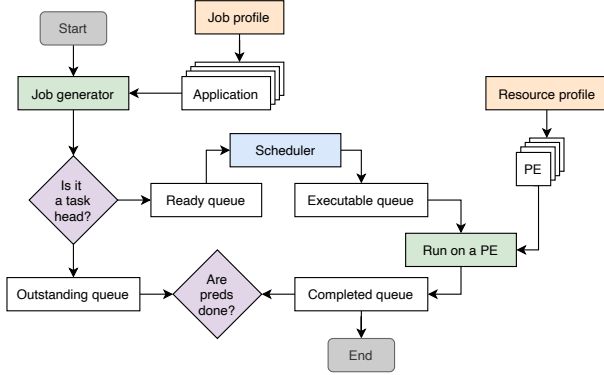 Start
Job profile
Job generator
Application
Resource profile
Scheduler
PE
Is it
a task
head?
Ready queue
Executable queue
Run on a PE
Outstanding queue
Are
preds
done?
Completed queue
End